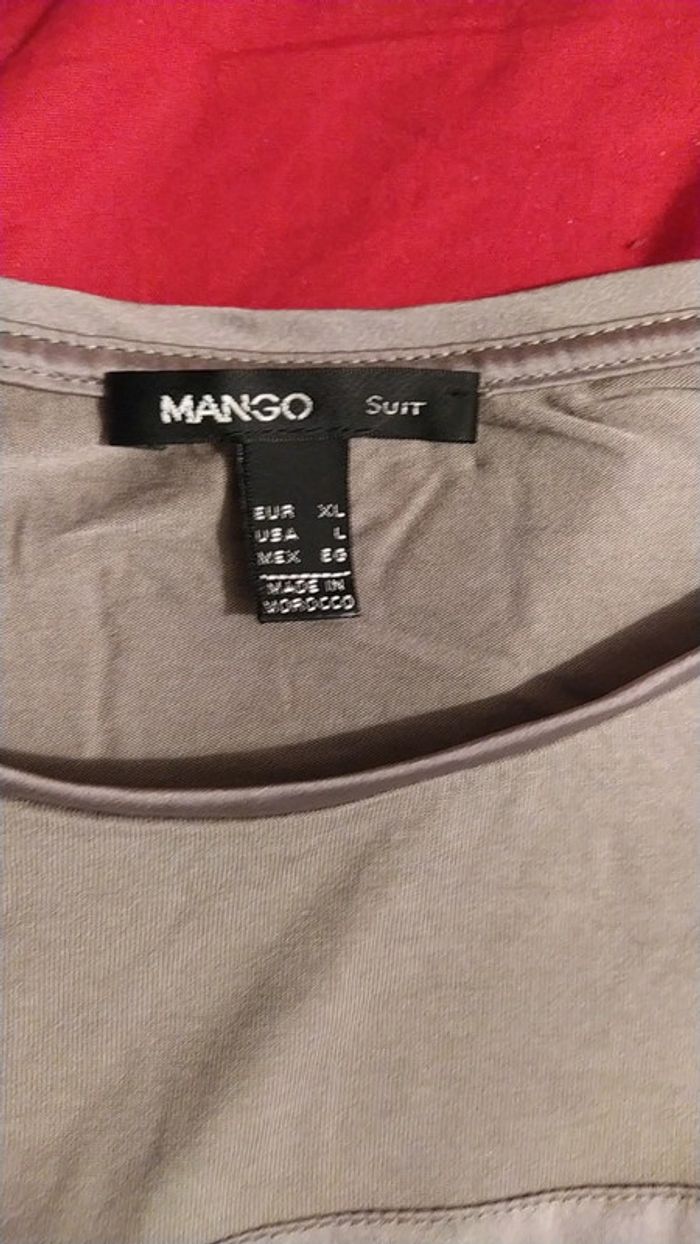 MANGO SUIT
EUR XL
USA L
MEX EG
MADE IN
MOROCCO